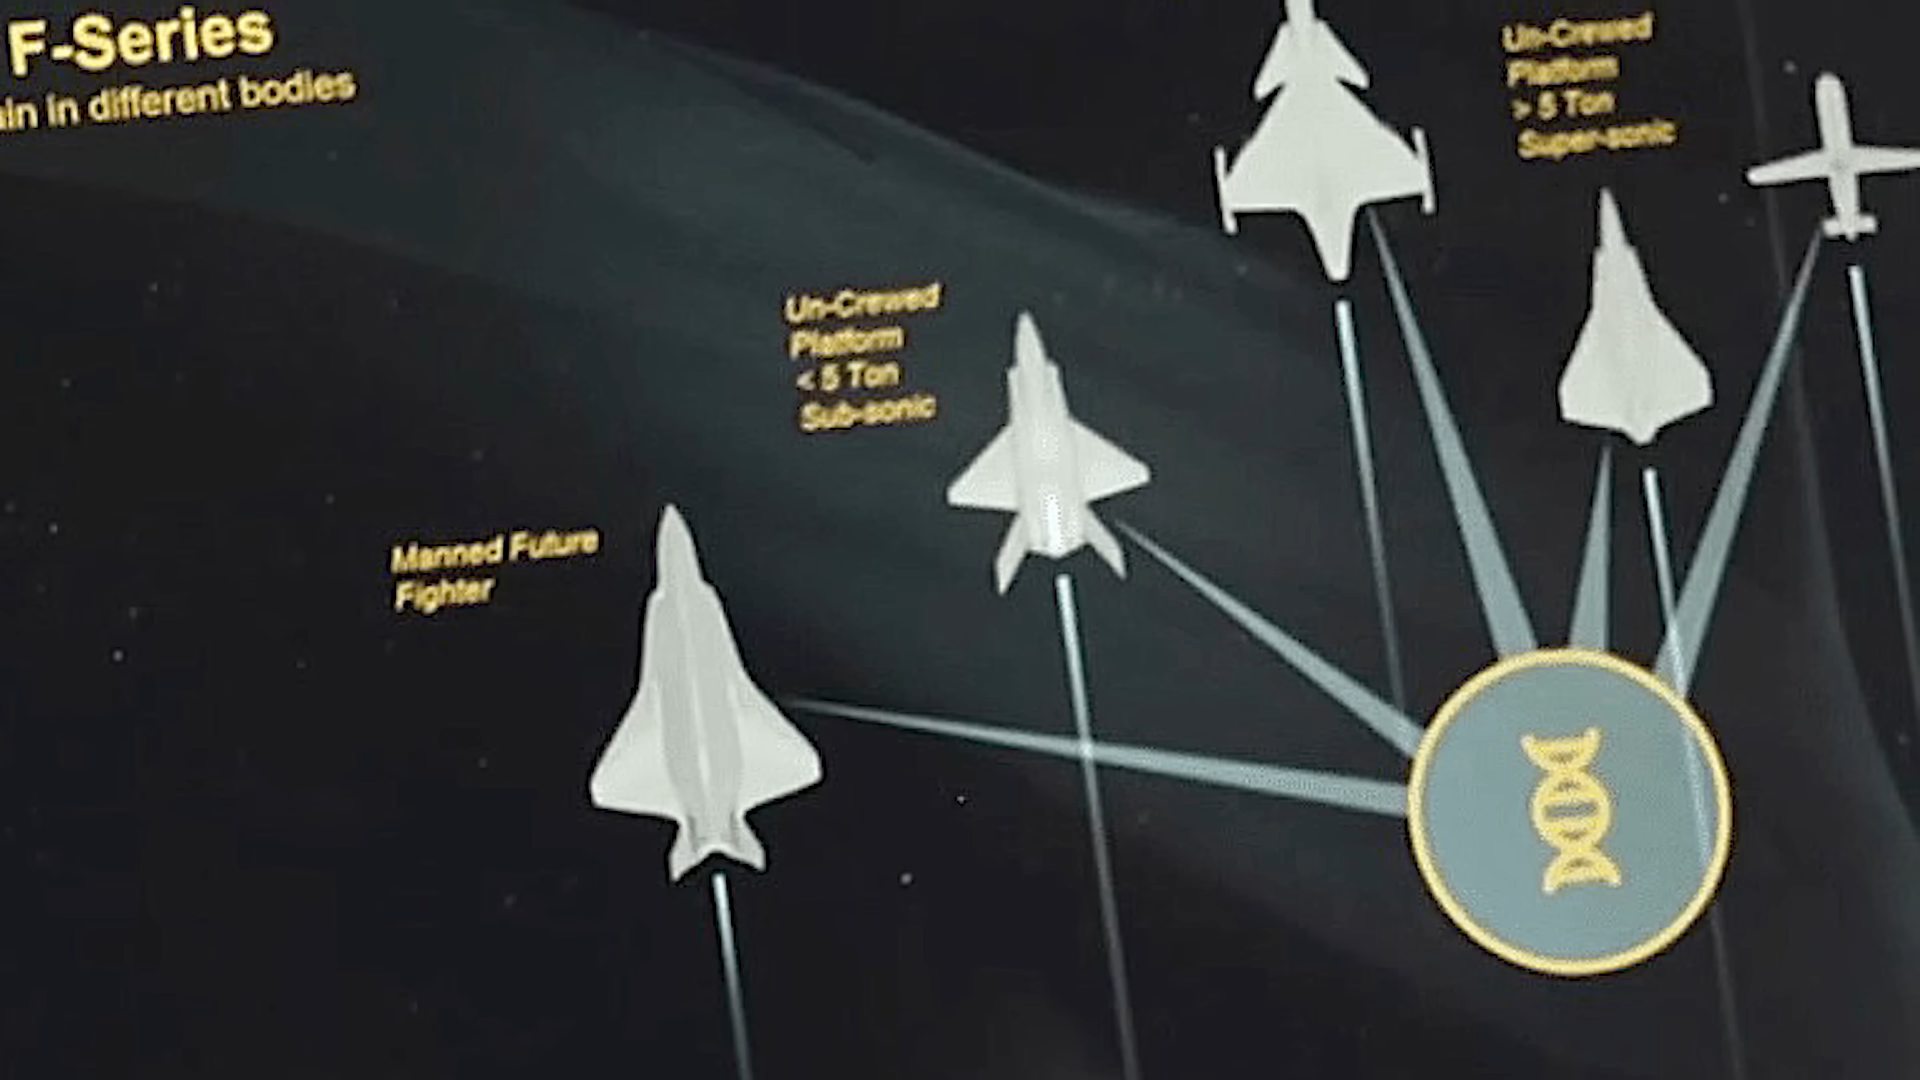 F-Series
in in different bodies
Un-Crewed
Platform
> 5 Ton
Super-sonic
Un-Crewed
Platform
< 5 Ton
Sub-sonic
Manned Future
Fighter